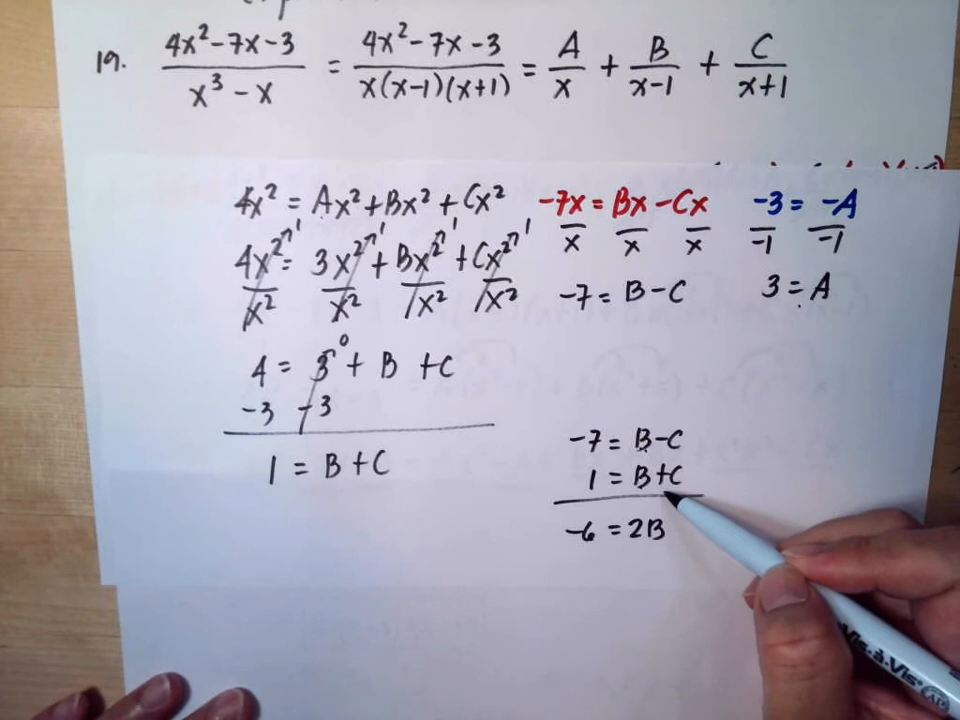 19. 4x²-7x-3 / x³-x = 4x²-7x-3 / x(x-1)(x+1) = A/x + B/x-1 + C/x+1
4x² = Ax²+Bx²+Cx²
4x²/x² = 3x²/x² + Bx²/x² + Cx²/x²
4 = 3 + B + C
-3 -3
1 = B+C
-7x = Bx - Cx
x x x
-7 = B-C
-3 = -A
-1 -1
3 = A
-7 = B-C
1 = B+C
-6 = 2B
Vis.à.Vis®